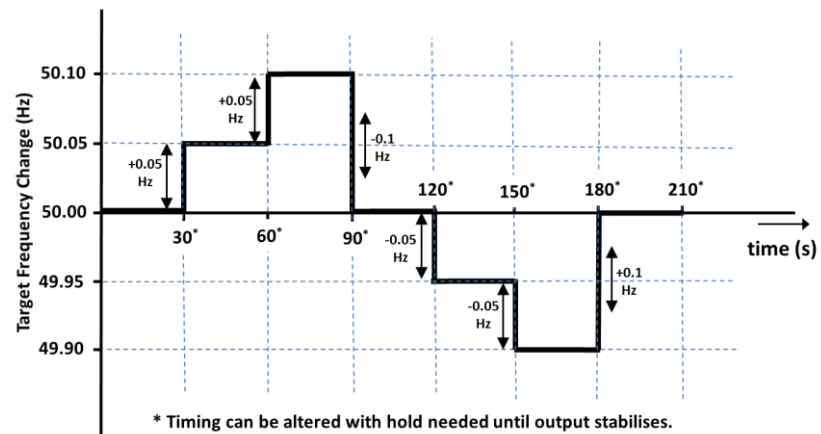 Target Frequency Change (Hz)
50.10
50.05
50.00
49.95
49.90
+0.05
Hz
+0.05
Hz
-0.1
Hz
30*
60*
90*
120*
150*
180*
210*
-0.05
Hz
-0.05
Hz
+0.1
Hz
time (s)
* Timing can be altered with hold needed until output stabilises.